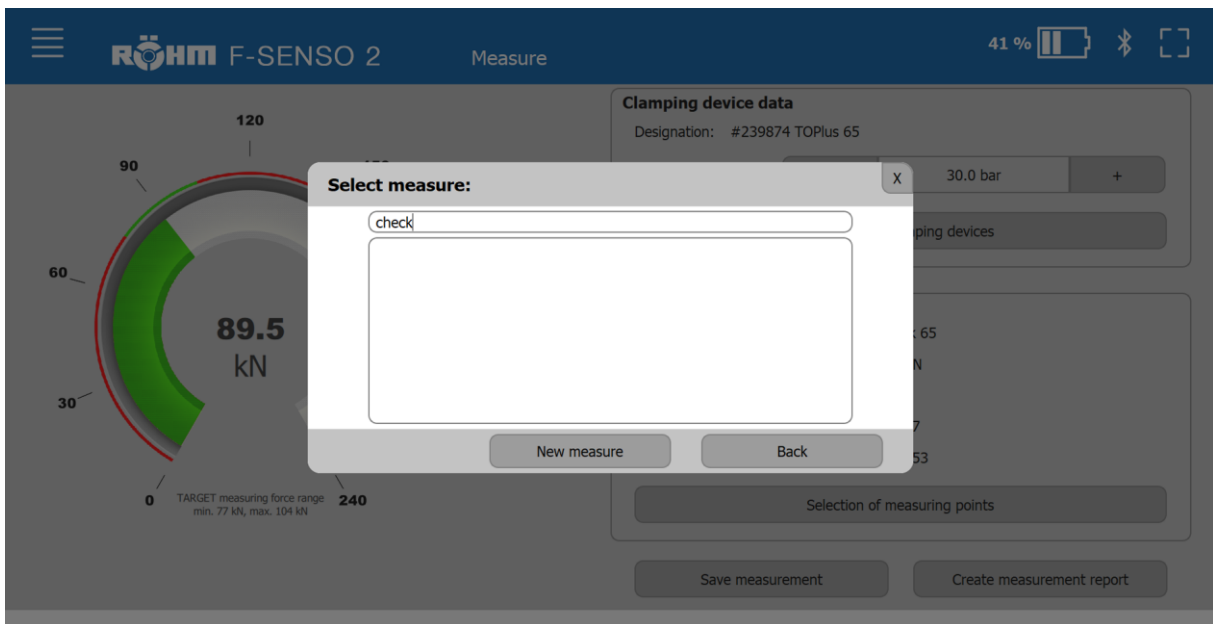 RÖHM F-SENSO 2
Measure
41 %
120
90
60
30
0
240
89.5
kN
TARGET measuring force range
min. 77 kN, max. 104 kN
Clamping device data
Designation: #239874 TOPlus 65
30.0 bar +
devices
Select measure:
X
check
New measure
Back
65
N
7
53
Selection of measuring points
Save measurement
Create measurement report